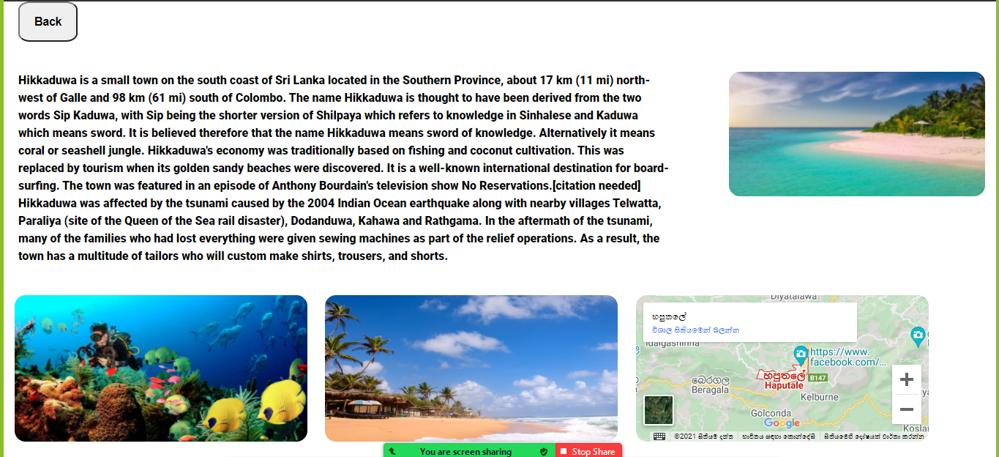 Back
Hikkaduwa is a small town on the south coast of Sri Lanka located in the Southern Province, about 17 km (11 mi) north-
west of Galle and 98 km (61 mi) south of Colombo. The name Hikkaduwa is thought to have been derived from the two
words Sip Kaduwa, with Sip being the shorter version of Shilpaya which refers to knowledge in Sinhalese and Kaduwa
which means sword. It is believed therefore that the name Hikkaduwa means sword of knowledge. Alternatively it means
coral or seashell jungle. Hikkaduwa's economy was traditionally based on fishing and coconut cultivation. This was
replaced by tourism when its golden sandy beaches were discovered. It is a well-known international destination for board-
surfing. The town was featured in an episode of Anthony Bourdain's television show No Reservations.[citation needed]
Hikkaduwa was affected by the tsunami caused by the 2004 Indian Ocean earthquake along with nearby villages Telwatta,
Paraliya (site of the Queen of the Sea rail disaster), Dodanduwa, Kahawa and Rathgama. In the aftermath of the tsunami,
many of the families who had lost everything were given sewing machines as part of the relief operations. As a result, the
town has a multitude of tailors who will custom make shirts, trousers, and shorts.
Diyatalawa
හපුතලේ
විශාල සිතියමෙන් බලන්න
Idalgashinna
https://www.
facebook.com/...
හපුතලේ
B147
Haputale
බෙරගල
Beragala
Kelburne
Golconda
Google
Koslan
©2021 සිතියම් දත්ත
භාවිතය සඳහා කොන්දේසි
සිතියමෙහි දෝෂයක් වාර්තා කරන්න
You are screen sharing
Stop Share